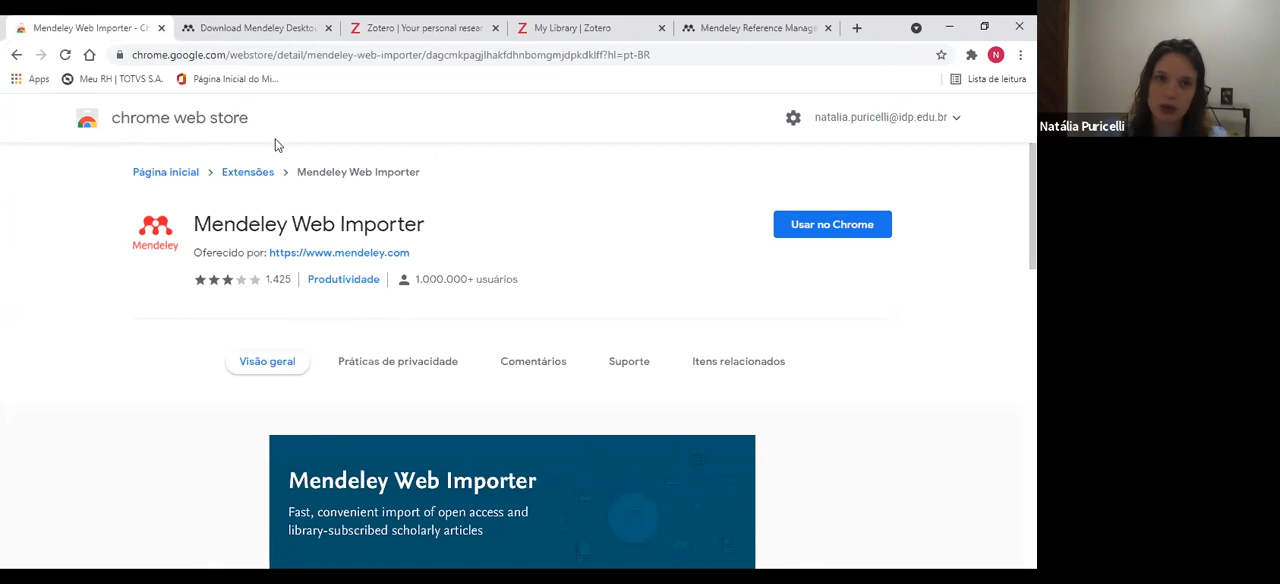 Mendeley Web Importer - Ch
Download Mendeley Deskto
Zotero | Your personal resear
My Library | Zotero
Mendeley Reference Manage
chrome.google.com/webstore/detail/mendeley-web-importer/dagcmkpagjlhakfdhnbomgmjdpkdklff?hl=pt-BR
N
Apps
Meu RH | TOTVS S.A.
Página Inicial do Mi...
Lista de leitura
chrome web store
natalia.puricelli@idp.edu.br
Natália Puricelli
Página inicial > Extensões > Mendeley Web Importer
Mendeley
Mendeley Web Importer
Oferecido por: https://www.mendeley.com
1.425
Produtividade
1.000.000+ usuários
Usar no Chrome
Visão geral
Práticas de privacidade
Comentários
Suporte
Itens relacionados
Mendeley Web Importer
Fast, convenient import of open access and
library-subscribed scholarly articles